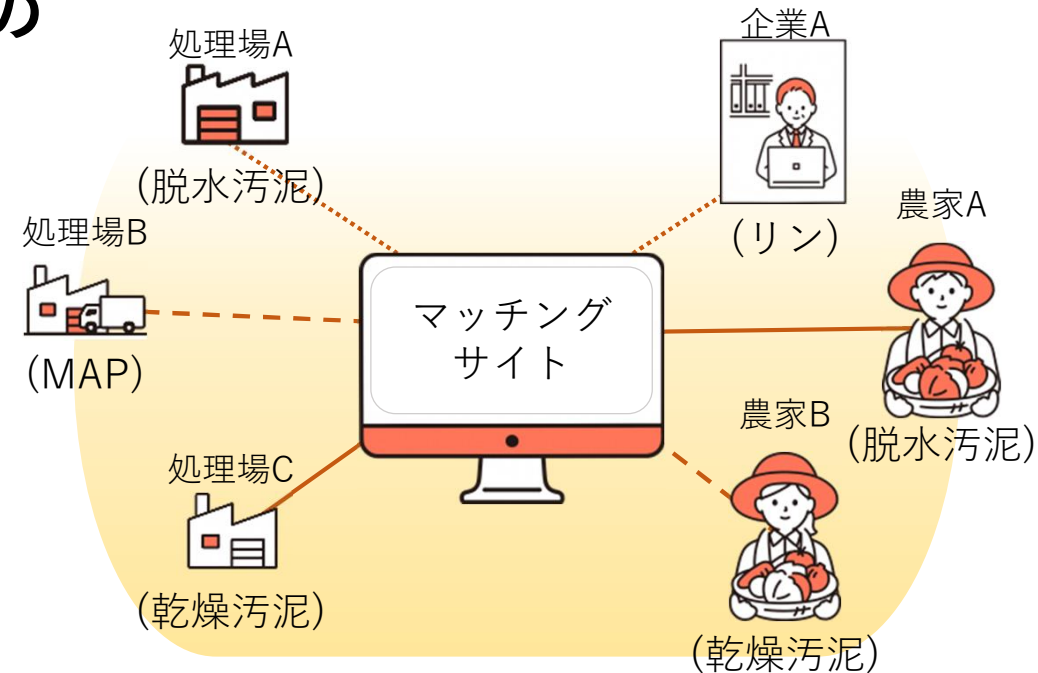 の
処理場A
(脱水汚泥)
企業A
(リン)
処理場B
(MAP)
農家A
(脱水汚泥)
マッチング
サイト
農家B
(乾燥汚泥)
処理場C
(乾燥汚泥)